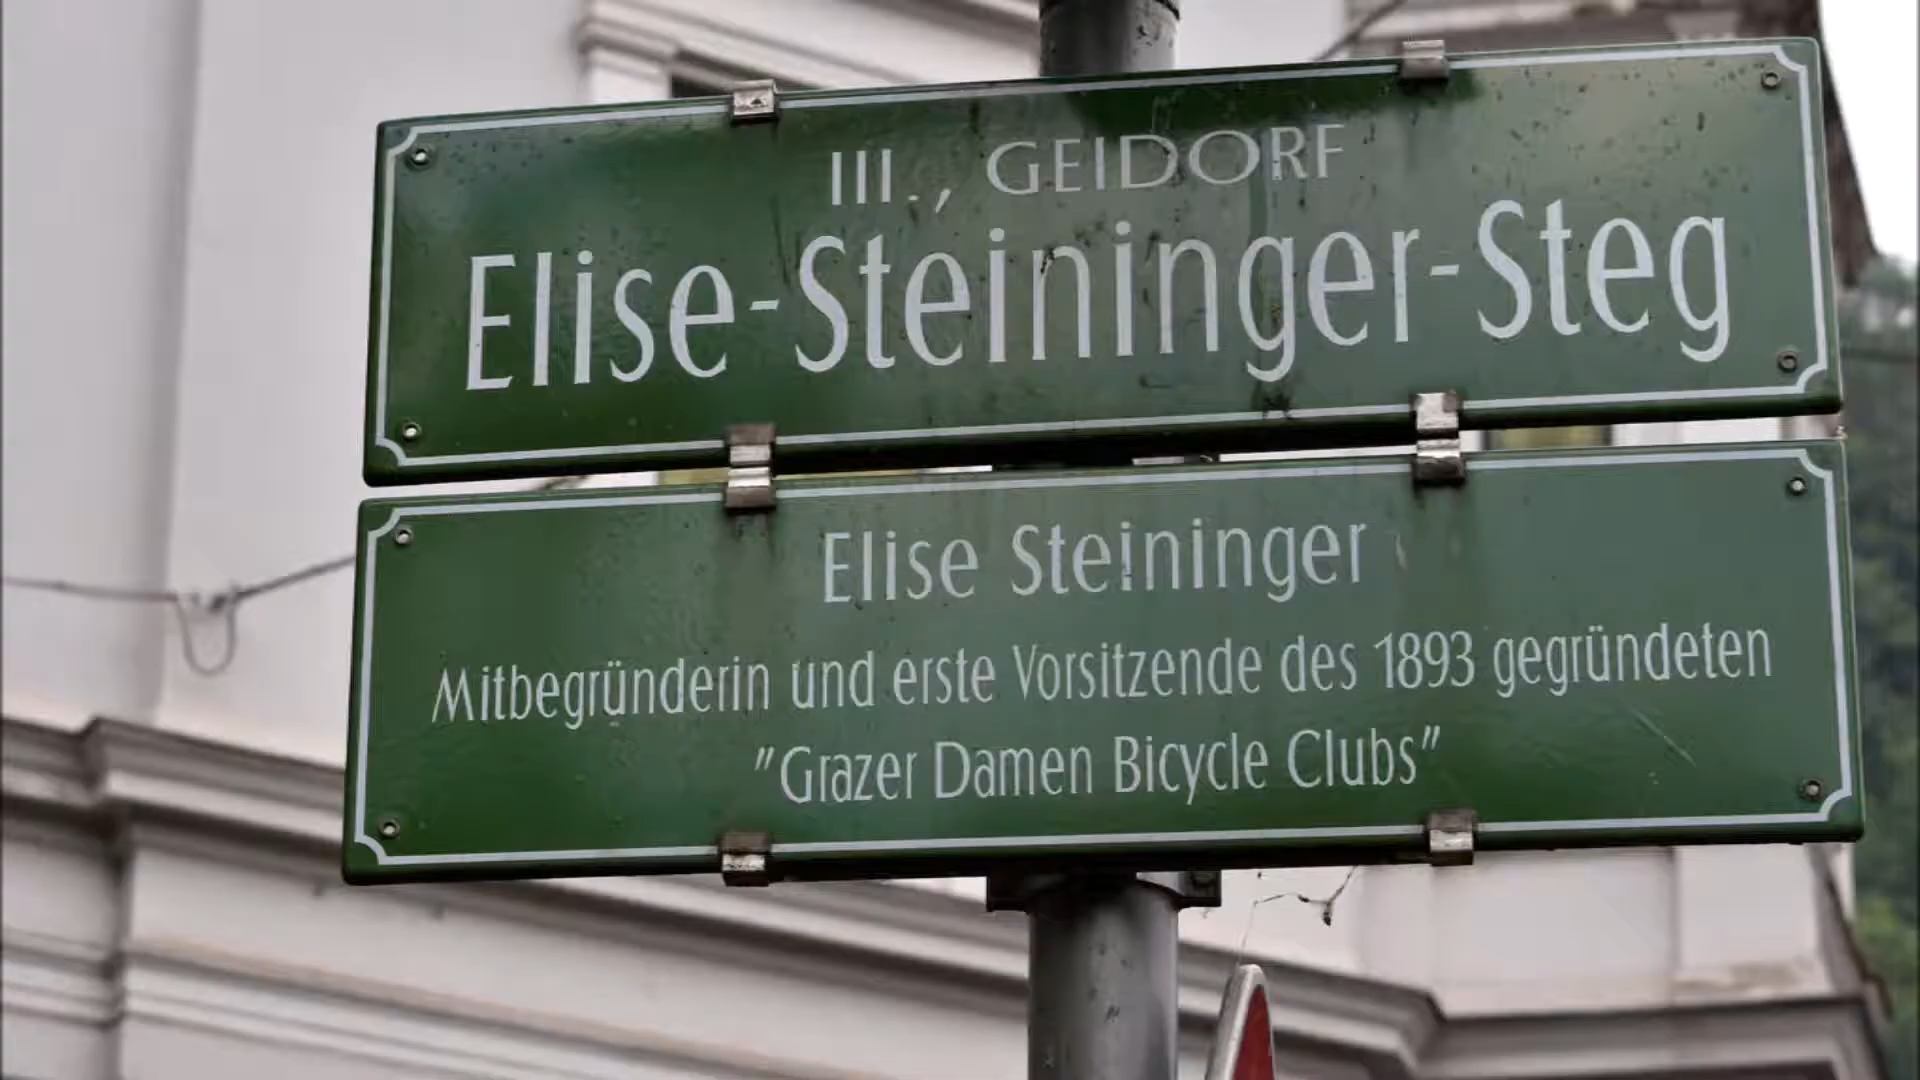 III., GEIDORF
Elise-Steininger-Steg
Elise Steininger
Mitbegründerin und erste Vorsitzende des 1893 gegründeten
"Grazer Damen Bicycle Clubs"